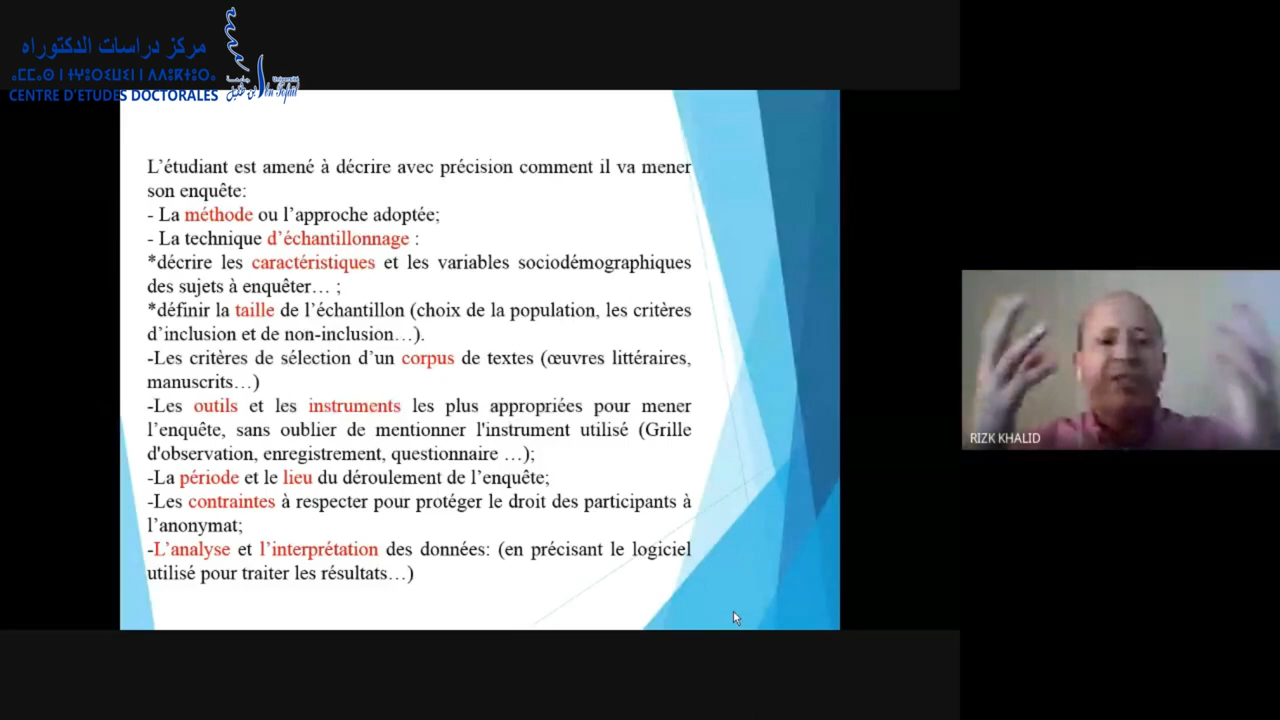 مركز دراسات الدكتوراه
CENTRE D'ETUDES DOCTORALES
L'étudiant est amené à décrire avec précision comment il va mener
son enquête:
- La méthode ou l'approche adoptée;
- La technique d'échantillonnage :
*décrire les caractéristiques et les variables sociodémographiques
des sujets à enquêter… ;
*définir la taille de l'échantillon (choix de la population, les critères
d'inclusion et de non-inclusion…).
-Les critères de sélection d'un corpus de textes (œuvres littéraires,
manuscrits…)
-Les outils et les instruments les plus appropriées pour mener
l'enquête, sans oublier de mentionner l'instrument utilisé (Grille
d'observation, enregistrement, questionnaire …);
-La période et le lieu du déroulement de l'enquête;
-Les contraintes à respecter pour protéger le droit des participants à
l'anonymat;
-L'analyse et l'interprétation des données: (en précisant le logiciel
utilisé pour traiter les résultats…)
RIZK KHALID